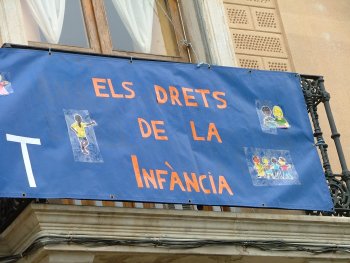 ELS DRETS
DE LA
INFÀNCIA
T